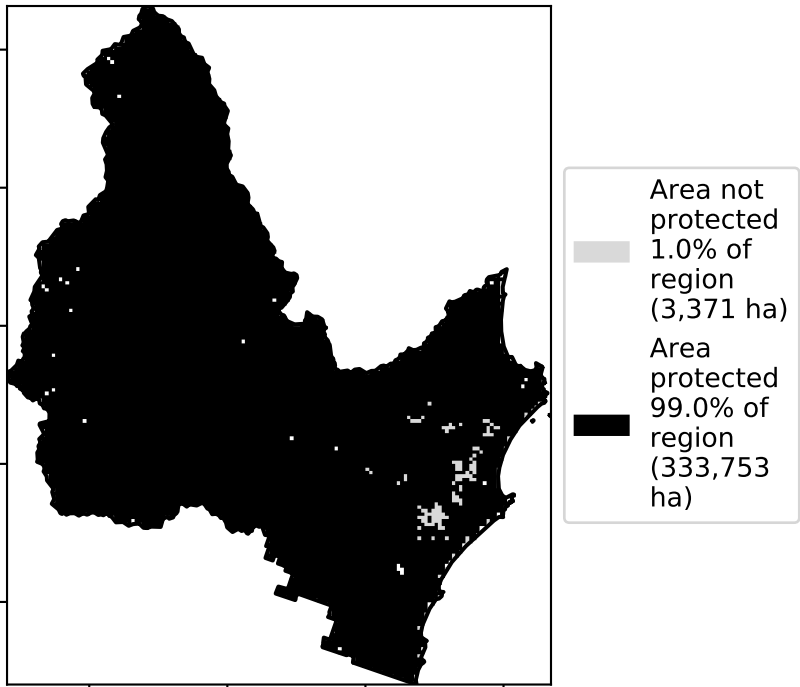 Area not
protected
1.0% of
region
(3,371 ha)
Area
protected
99.0% of
region
(333,753
ha)